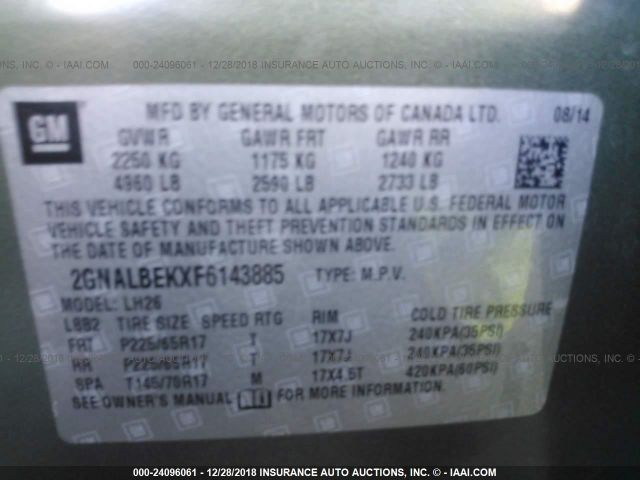 000-24096061 - 12/28/2018 INSURANCE AUTO AUCTIONS, INC. - IAAI.COM
GM MFD BY GENERAL MOTORS OF CANADA LTD. 08/14
GVWR GAWR FRT GAWR RR
2250 KG 1175 KG 1240 KG
4960 LB 2590 LB 2733 LB
THIS VEHICLE CONFORMS TO ALL APPLICABLE U.S. FEDERAL MOTOR
VEHICLE SAFETY AND THEFT PREVENTION STANDARDS IN EFFECT ON
THE DATE OF MANUFACTURE SHOWN ABOVE.
2GNALBEKXF6143885 TYPE: M.P.V.
MODEL: LH26
L882 TIRE SIZE SPEED RTG RIM COLD TIRE PRESSURE
FRT P225/65R17 T 17X7J 240KPA(35PSI)
RR P225/65R17 T 17X7J 240KPA(35PSI)
SPA T145/70R17 M 17X4.5T 420KPA(60PSI)
SEE OWNER'S MANUAL FOR MORE INFORMATION.
000-24096061 - 12/28/2018 INSURANCE AUTO AUCTIONS, INC. - IAAI.COM